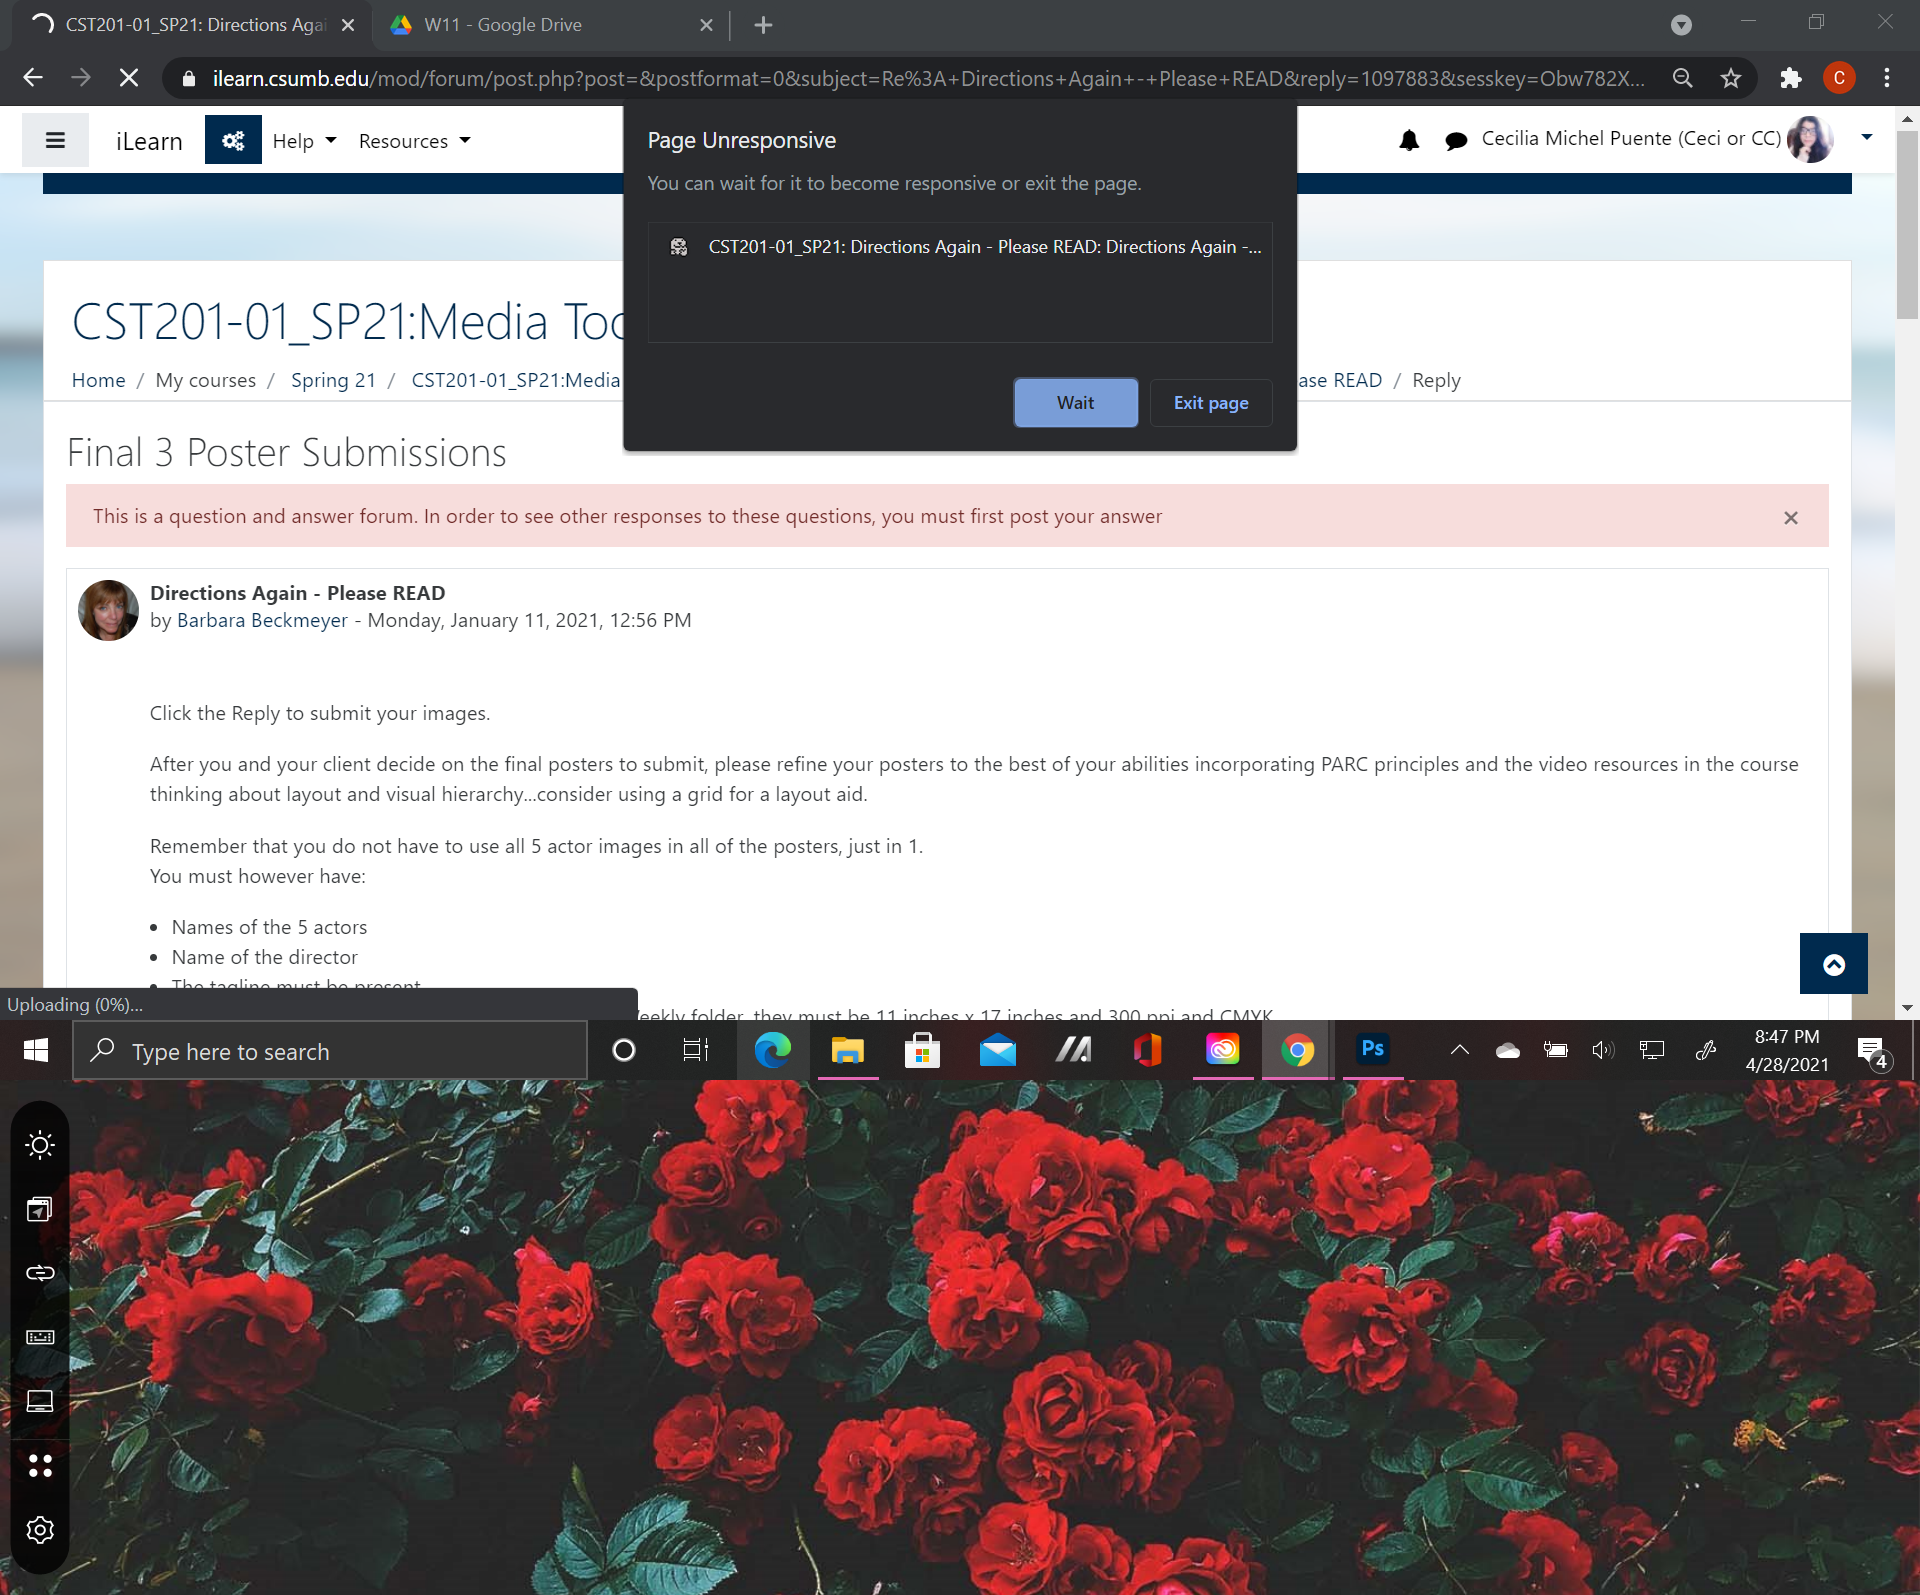 CST201-01_SP21: Directions Agai
W11 - Google Drive
ilearn.csumb.edu/mod/forum/post.php?post=&postformat=0&subject=Re%3A+Directions+Again+-+Please+READ&reply=1097883&sesskey=Obw782X...
C
iLearn
Help
Resources
Cecilia Michel Puente (Ceci or CC)
Page Unresponsive
You can wait for it to become responsive or exit the page.
CST201-01_SP21: Directions Again - Please READ: Directions Again -...
Wait
Exit page
CST201-01_SP21:Media Too
Home / My courses / Spring 21 / CST201-01_SP21:Media
ase READ / Reply
Final 3 Poster Submissions
This is a question and answer forum. In order to see other responses to these questions, you must first post your answer
Directions Again - Please READ
by Barbara Beckmeyer - Monday, January 11, 2021, 12:56 PM
Click the Reply to submit your images.
After you and your client decide on the final posters to submit, please refine your posters to the best of your abilities incorporating PARC principles and the video resources in the course
thinking about layout and visual hierarchy...consider using a grid for a layout aid.
Remember that you do not have to use all 5 actor images in all of the posters, just in 1.
You must however have:
• Names of the 5 actors
• Name of the director
• The tagline must be present
Uploading (0%)...
eekly folder, they must be 11 inches x 17 inches and 300 ppi and CMYK
Type here to search
Ps
8:47 PM
4/28/2021
4